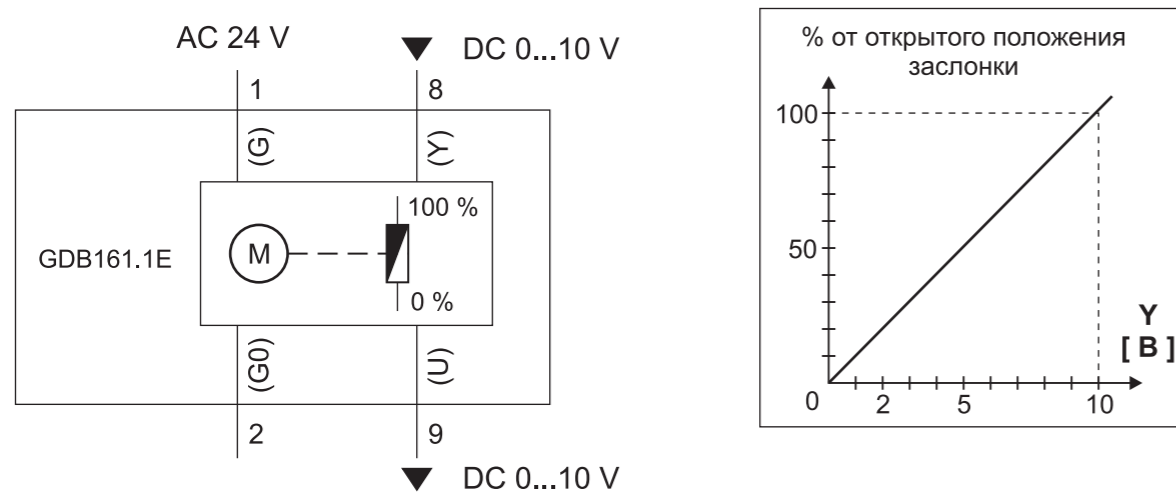 AC 24 V
DC 0...10 V
1
8
(G)
(Y)
100 %
GDB161.1E
M
0 %
(G0)
(U)
2
9
DC 0...10 V
% от открытого положения
заслонки
100
50
Y
[ В ]
0
2
5
10